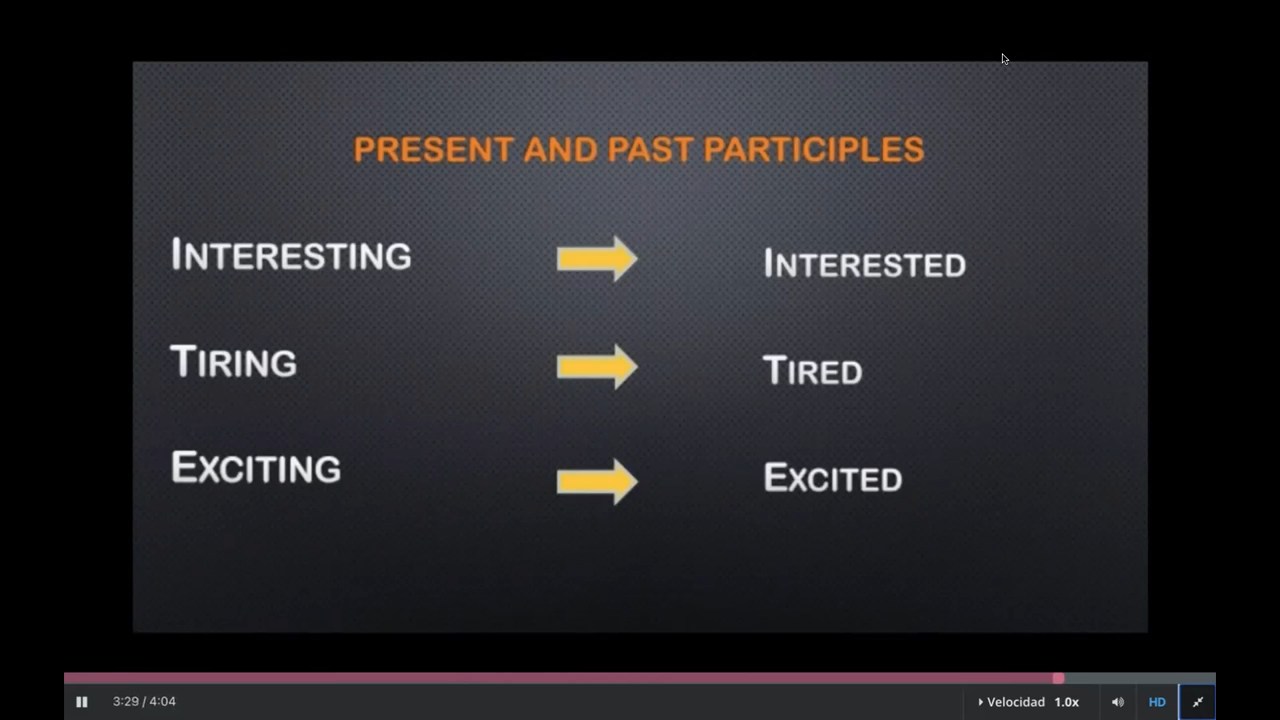 PRESENT AND PAST PARTICIPLES
INTERESTING INTERESTED
TIRING TIRED
EXCITING EXCITED
3:29 / 4:04 Velocidad 1.0x HD